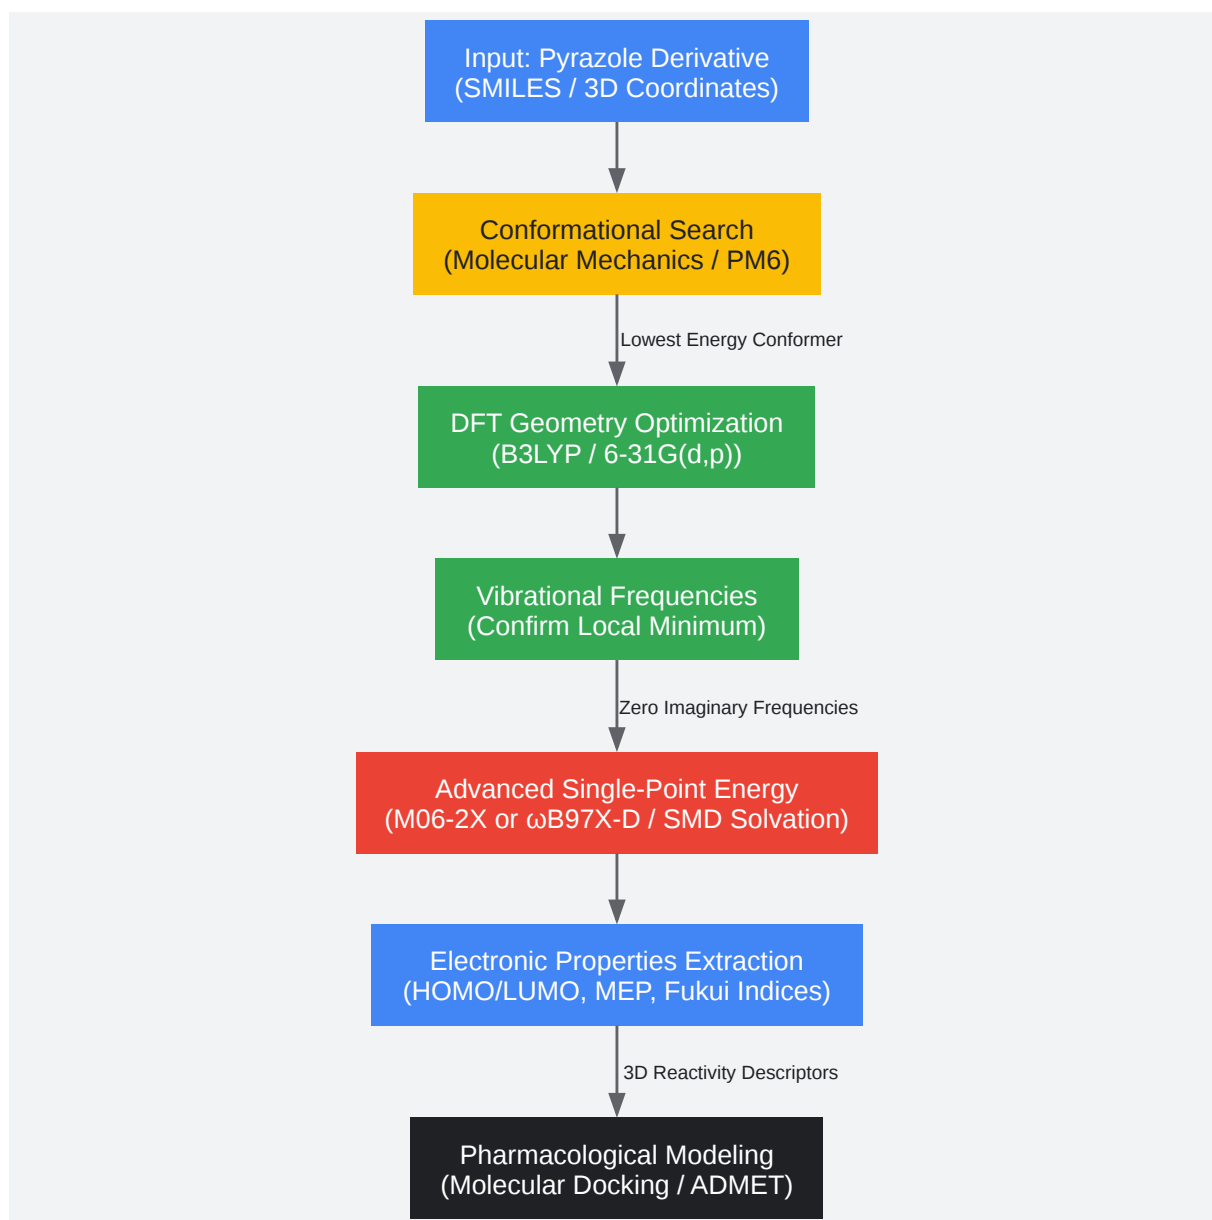 Input: Pyrazole Derivative
(SMILES / 3D Coordinates)
Conformational Search
(Molecular Mechanics / PM6)
Lowest Energy Conformer
DFT Geometry Optimization
(B3LYP / 6-31G(d,p))
Vibrational Frequencies
(Confirm Local Minimum)
Zero Imaginary Frequencies
Advanced Single-Point Energy
(M06-2X or ωB97X-D / SMD Solvation)
Electronic Properties Extraction
(HOMO/LUMO, MEP, Fukui Indices)
3D Reactivity Descriptors
Pharmacological Modeling
(Molecular Docking / ADMET)